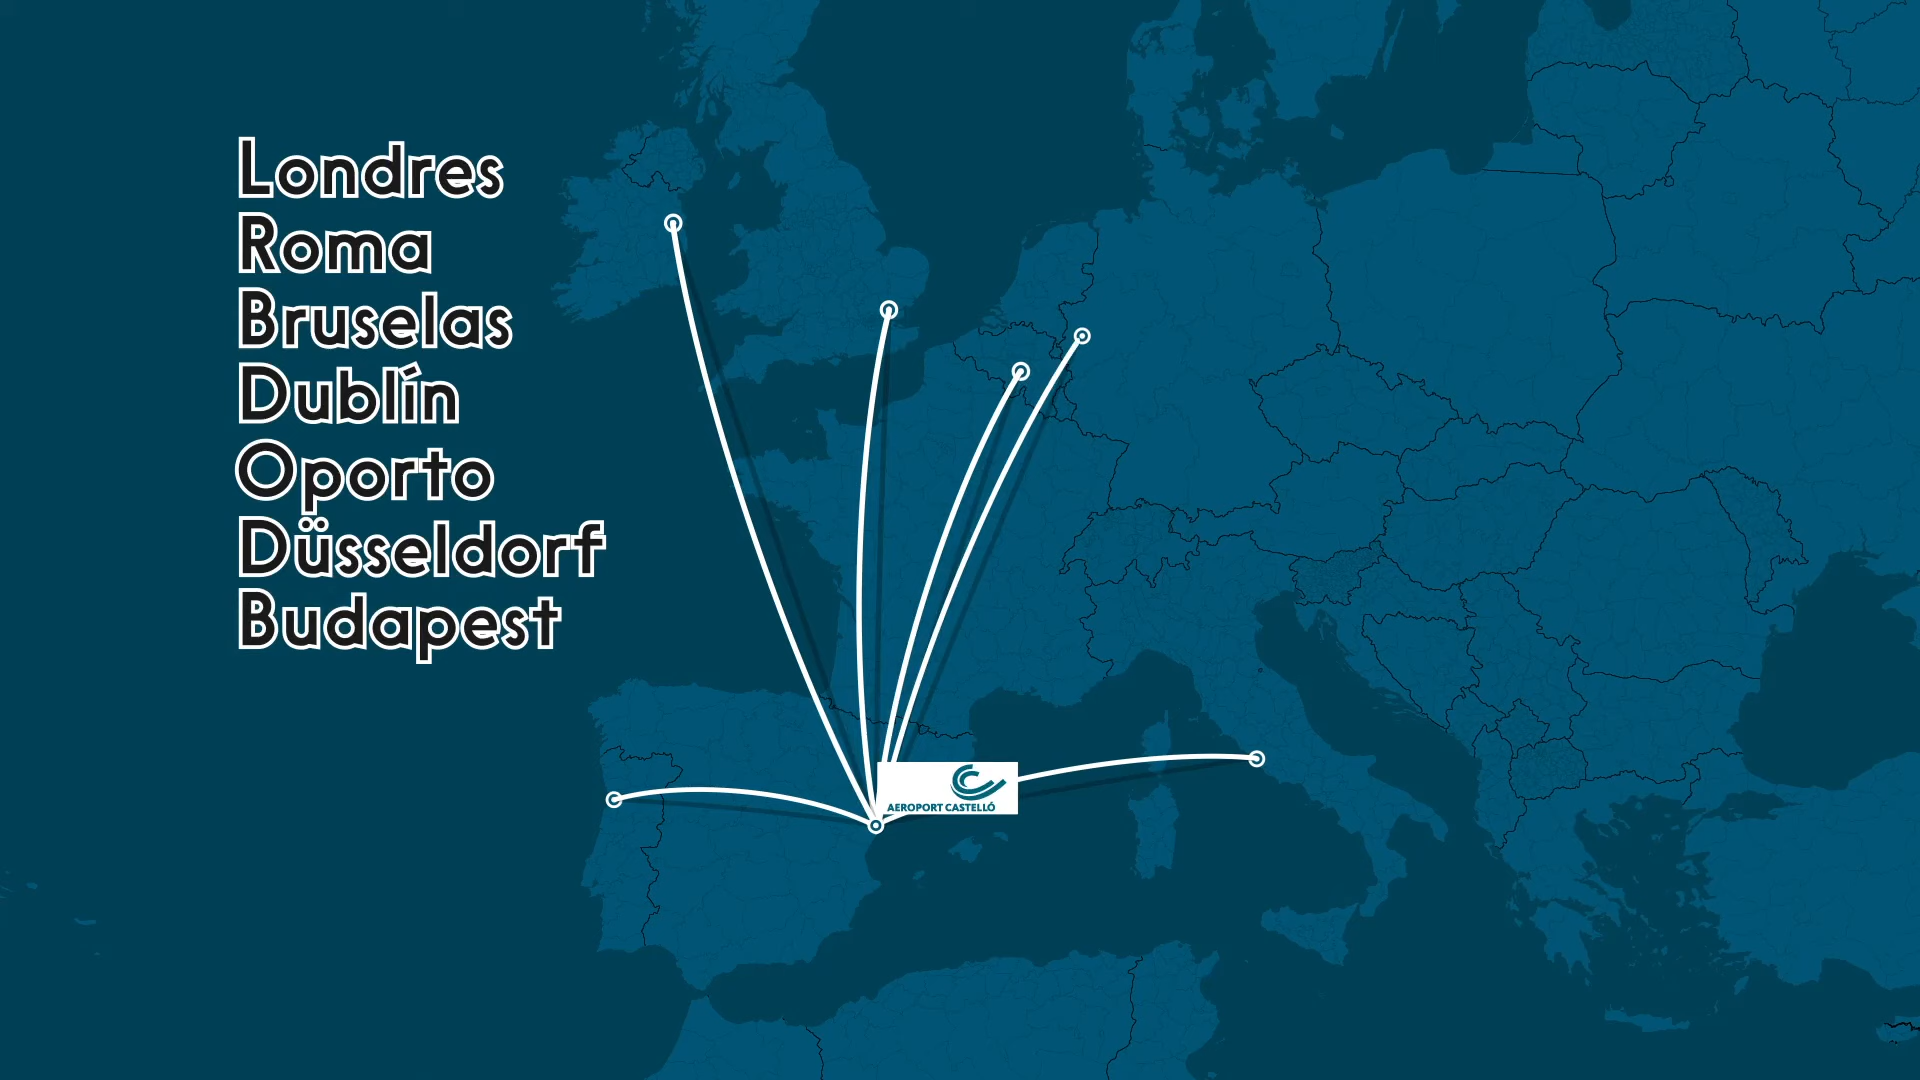 Londres
Roma
Bruselas
Dublín
Oporto
Düsseldorf
Budapest
AEROPORT CASTELLÓ